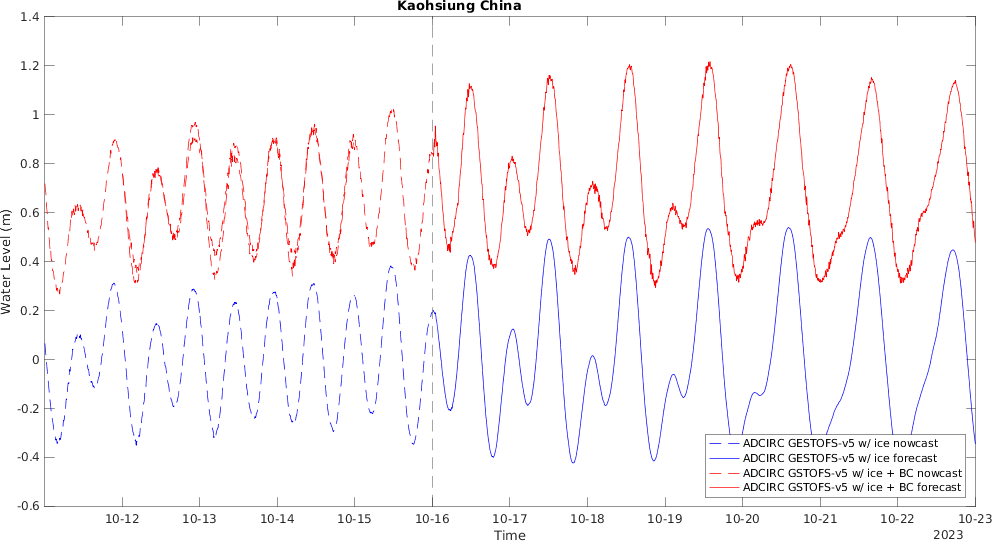 Kaohsiung China
1.4
1.2
1
0.8
0.6
0.4
0.2
0
-0.2
-0.4
-0.6
Water Level (m)
ADCIRC GESTOFS-v5 w/ ice nowcast
ADCIRC GESTOFS-v5 w/ ice forecast
ADCIRC GSTOFS-v5 w/ ice + BC nowcast
ADCIRC GSTOFS-v5 w/ ice + BC forecast
10-12 10-13 10-14 10-15 10-16 10-17 10-18 10-19 10-20 10-21 10-22 10-23
Time
2023